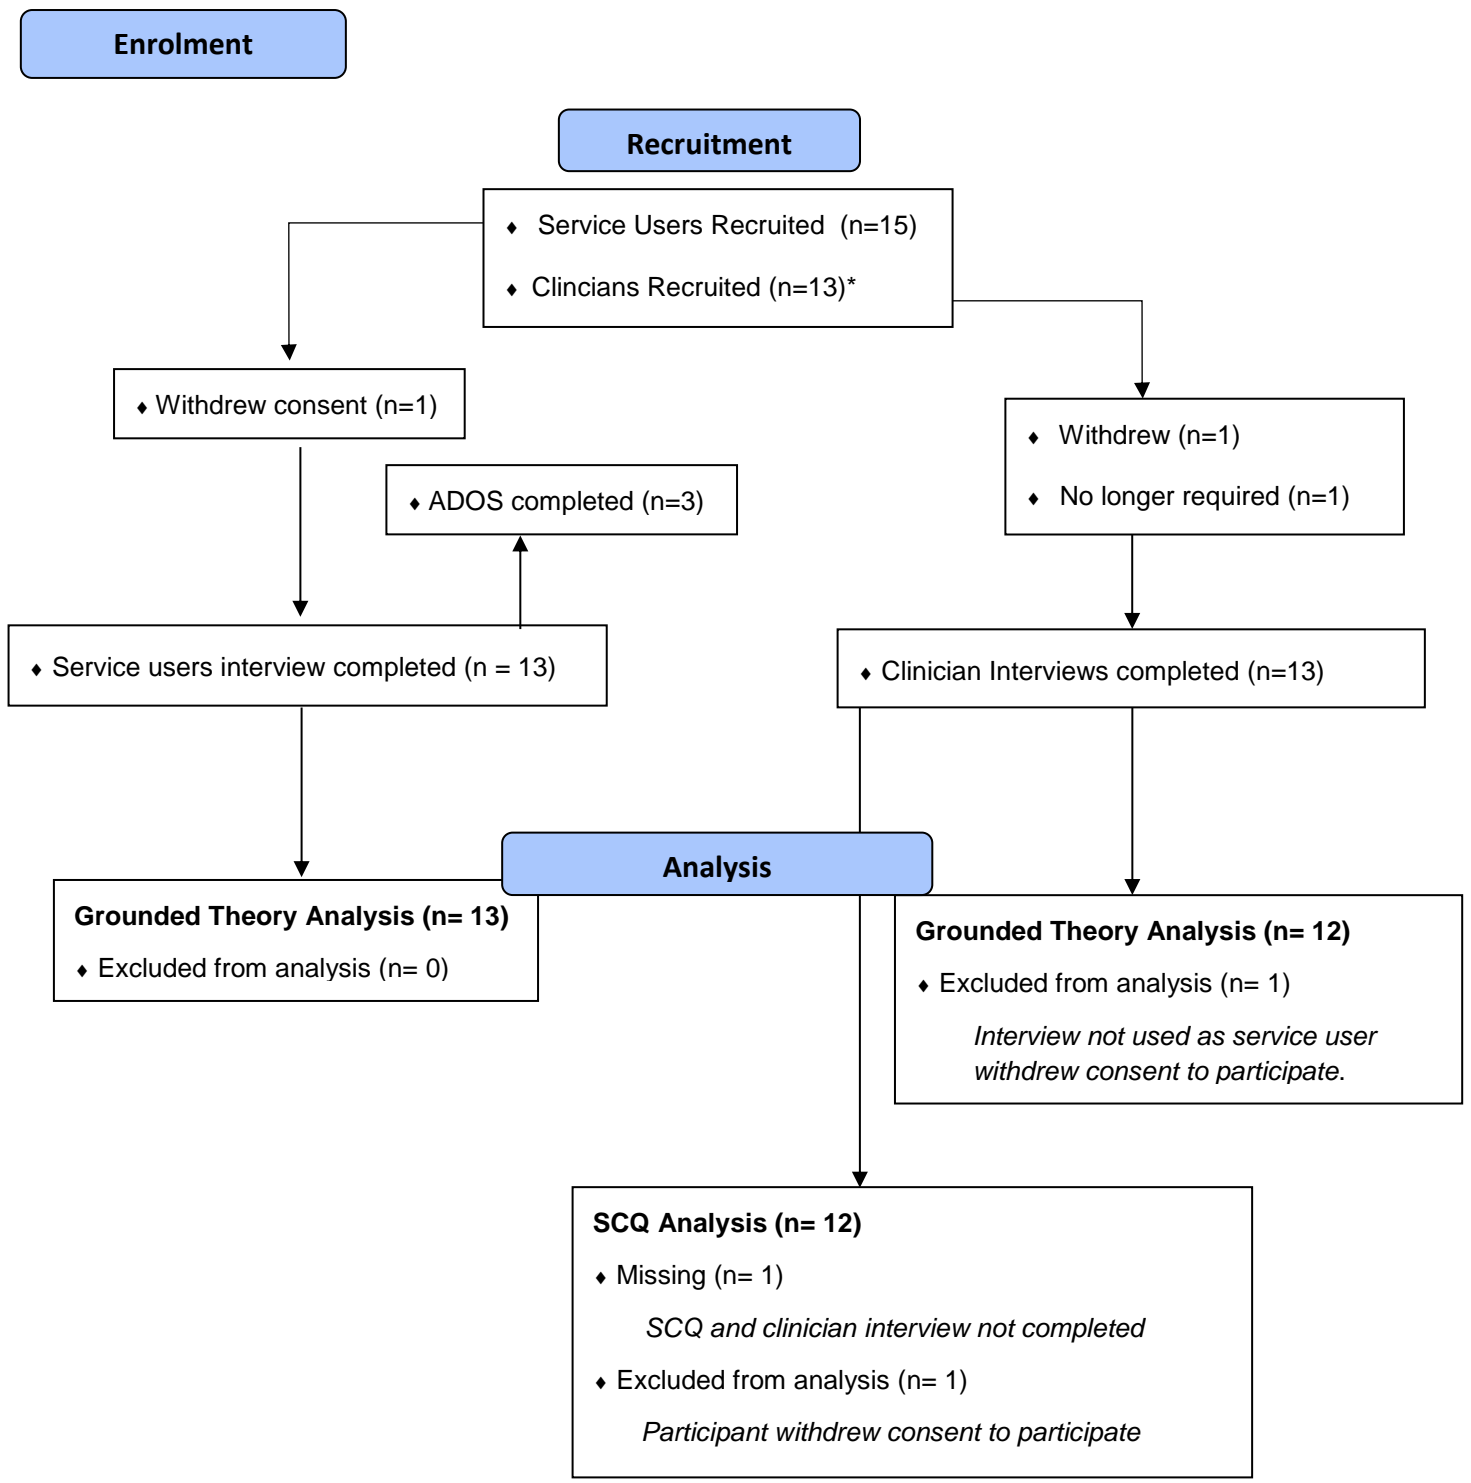 Enrolment
Recruitment
♦ Service Users Recruited (n=15)
♦ Clincians Recruited (n=13)*
♦ Withdrew consent (n=1)
♦ Withdrew (n=1)
♦ No longer required (n=1)
♦ ADOS completed (n=3)
♦ Service users interview completed (n = 13)
♦ Clinician Interviews completed (n=13)
Analysis
Grounded Theory Analysis (n= 13)
♦ Excluded from analysis (n= 0)
Grounded Theory Analysis (n= 12)
♦ Excluded from analysis (n= 1)
Interview not used as service user
withdrew consent to participate.
SCQ Analysis (n= 12)
♦ Missing (n= 1)
SCQ and clinician interview not completed
♦ Excluded from analysis (n= 1)
Participant withdrew consent to participate